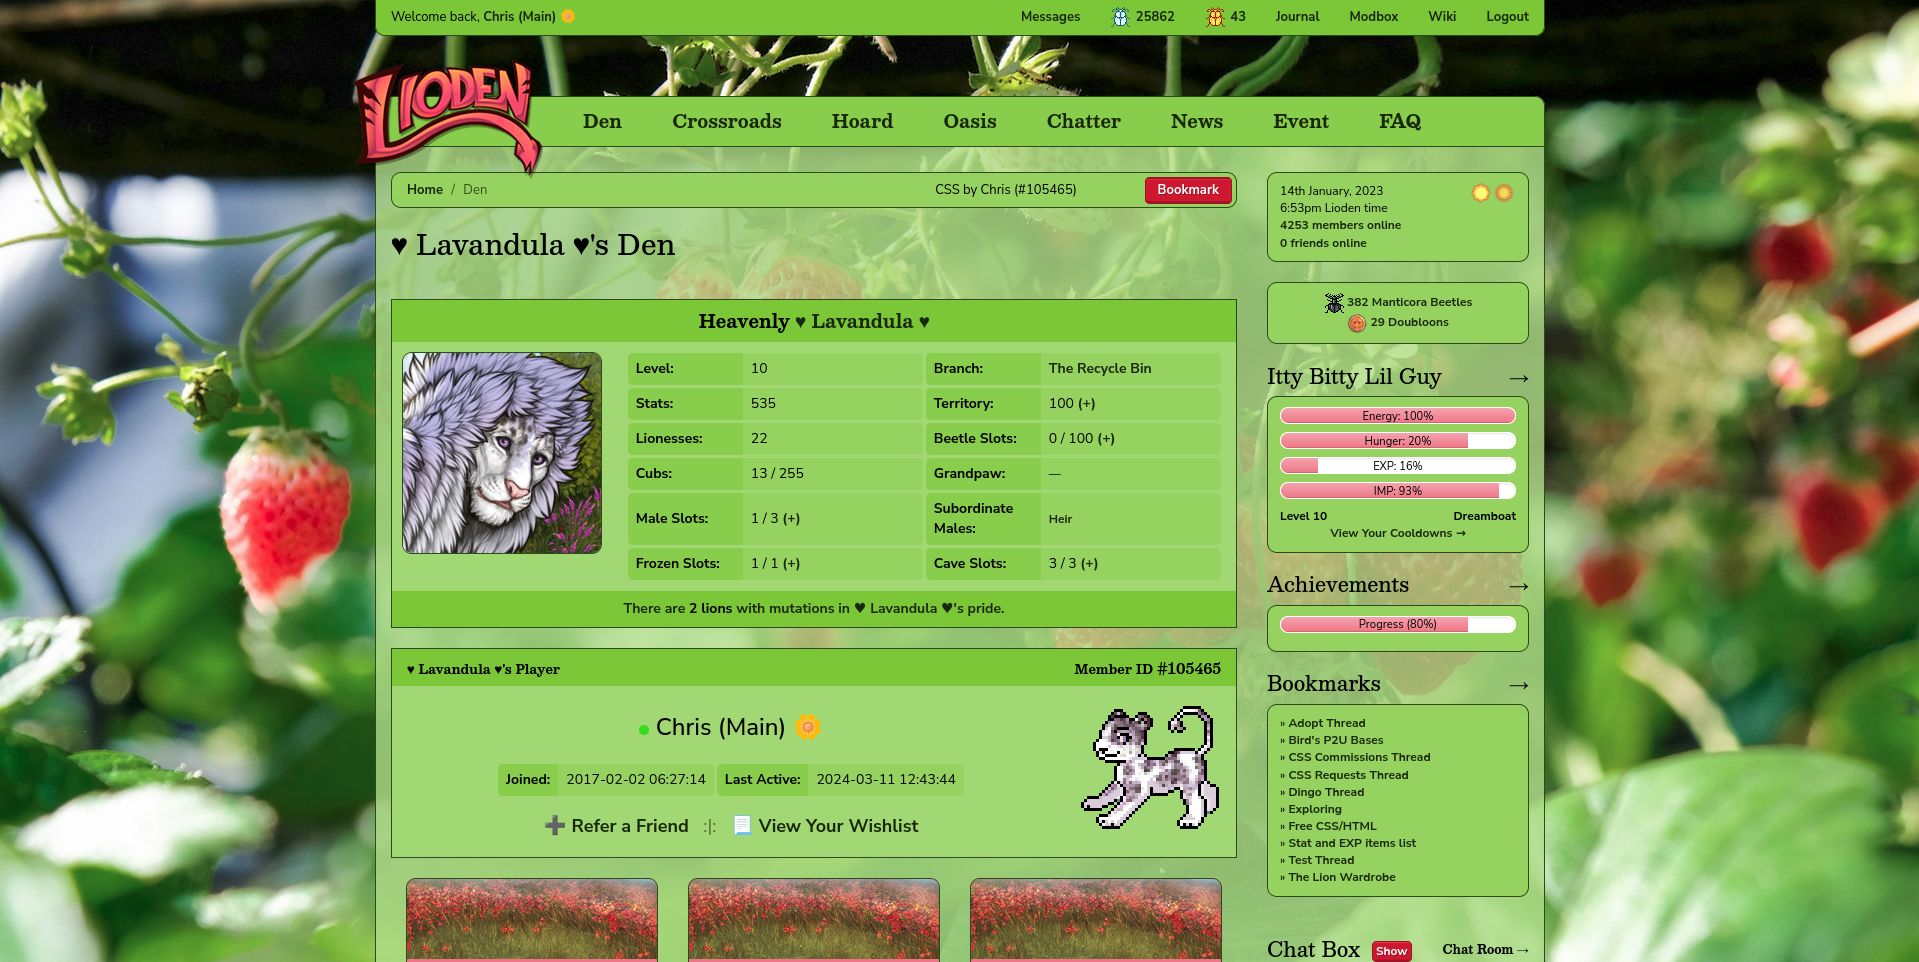 Welcome back, Chris (Main) 🌼
Messages 25862 43 Journal Modbox Wiki Logout
LIODEN
Den Crossroads Hoard Oasis Chatter News Event FAQ
Home / Den CSS by Chris (#105465) Bookmark
♥ Lavandula ♥'s Den
Heavenly ♥ Lavandula ♥
Level: 10 Branch: The Recycle Bin
Stats: 535 Territory: 100 (+)
Lionesses: 22 Beetle Slots: 0 / 100 (+)
Cubs: 13 / 255 Grandpaw: —
Male Slots: 1 / 3 (+) Subordinate Males: Heir
Frozen Slots: 1 / 1 (+) Cave Slots: 3 / 3 (+)
There are 2 lions with mutations in ♥ Lavandula ♥'s pride.
♥ Lavandula ♥'s Player Member ID #105465
Chris (Main) 🌼
Joined: 2017-02-02 06:27:14 Last Active: 2024-03-11 12:43:44
➕ Refer a Friend :|: 📃 View Your Wishlist
14th January, 2023
6:53pm Lioden time
4253 members online
0 friends online
382 Manticora Beetles
29 Doubloons
Itty Bitty Lil Guy →
Energy: 100%
Hunger: 20%
EXP: 16%
IMP: 93%
Level 10 Dreamboat
View Your Cooldowns →
Achievements →
Progress (80%)
Bookmarks →
» Adopt Thread
» Bird's P2U Bases
» CSS Commissions Thread
» CSS Requests Thread
» Dingo Thread
» Exploring
» Free CSS/HTML
» Stat and EXP items list
» Test Thread
» The Lion Wardrobe
Chat Box Show Chat Room →